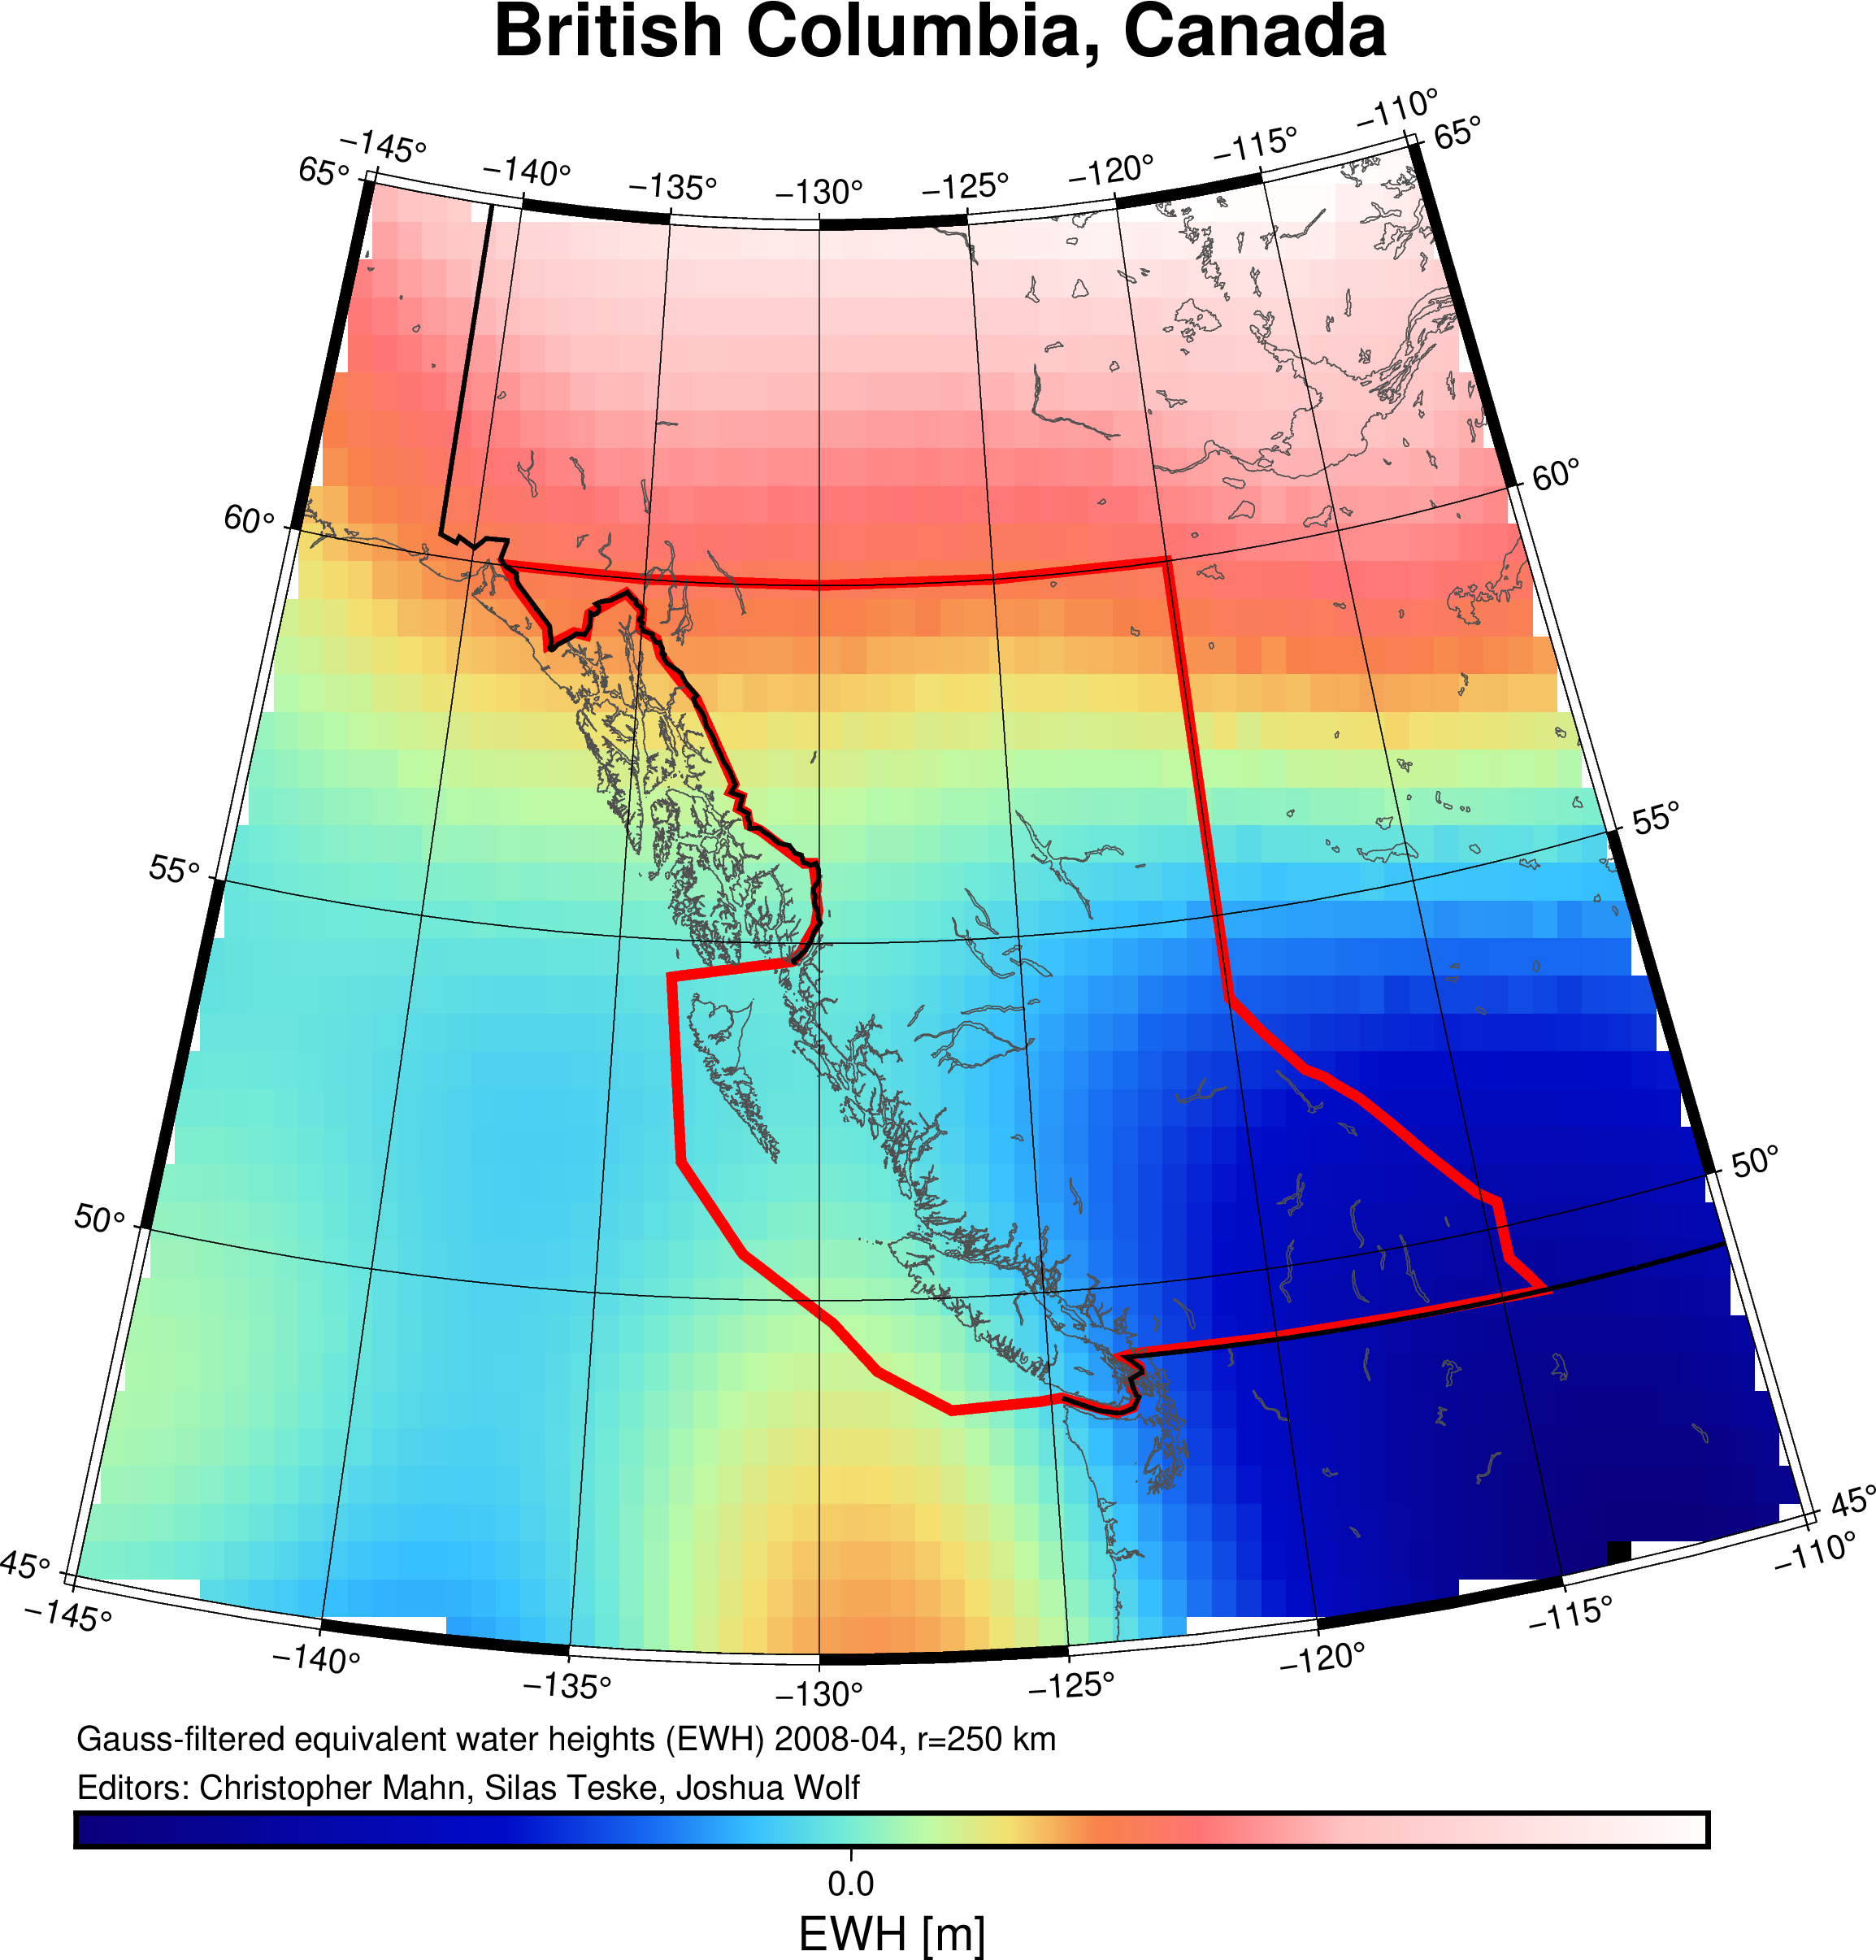 British Columbia, Canada
−145° −140° −135° −130° −125° −120° −115° −110°
65° 65°
60° 60°
55° 55°
50° 50°
45° 45°
−145° −140° −135° −130° −125° −120° −115° −110°
Gauss-filtered equivalent water heights (EWH) 2008-04, r=250 km
Editors: Christopher Mahn, Silas Teske, Joshua Wolf
0.0
EWH [m]